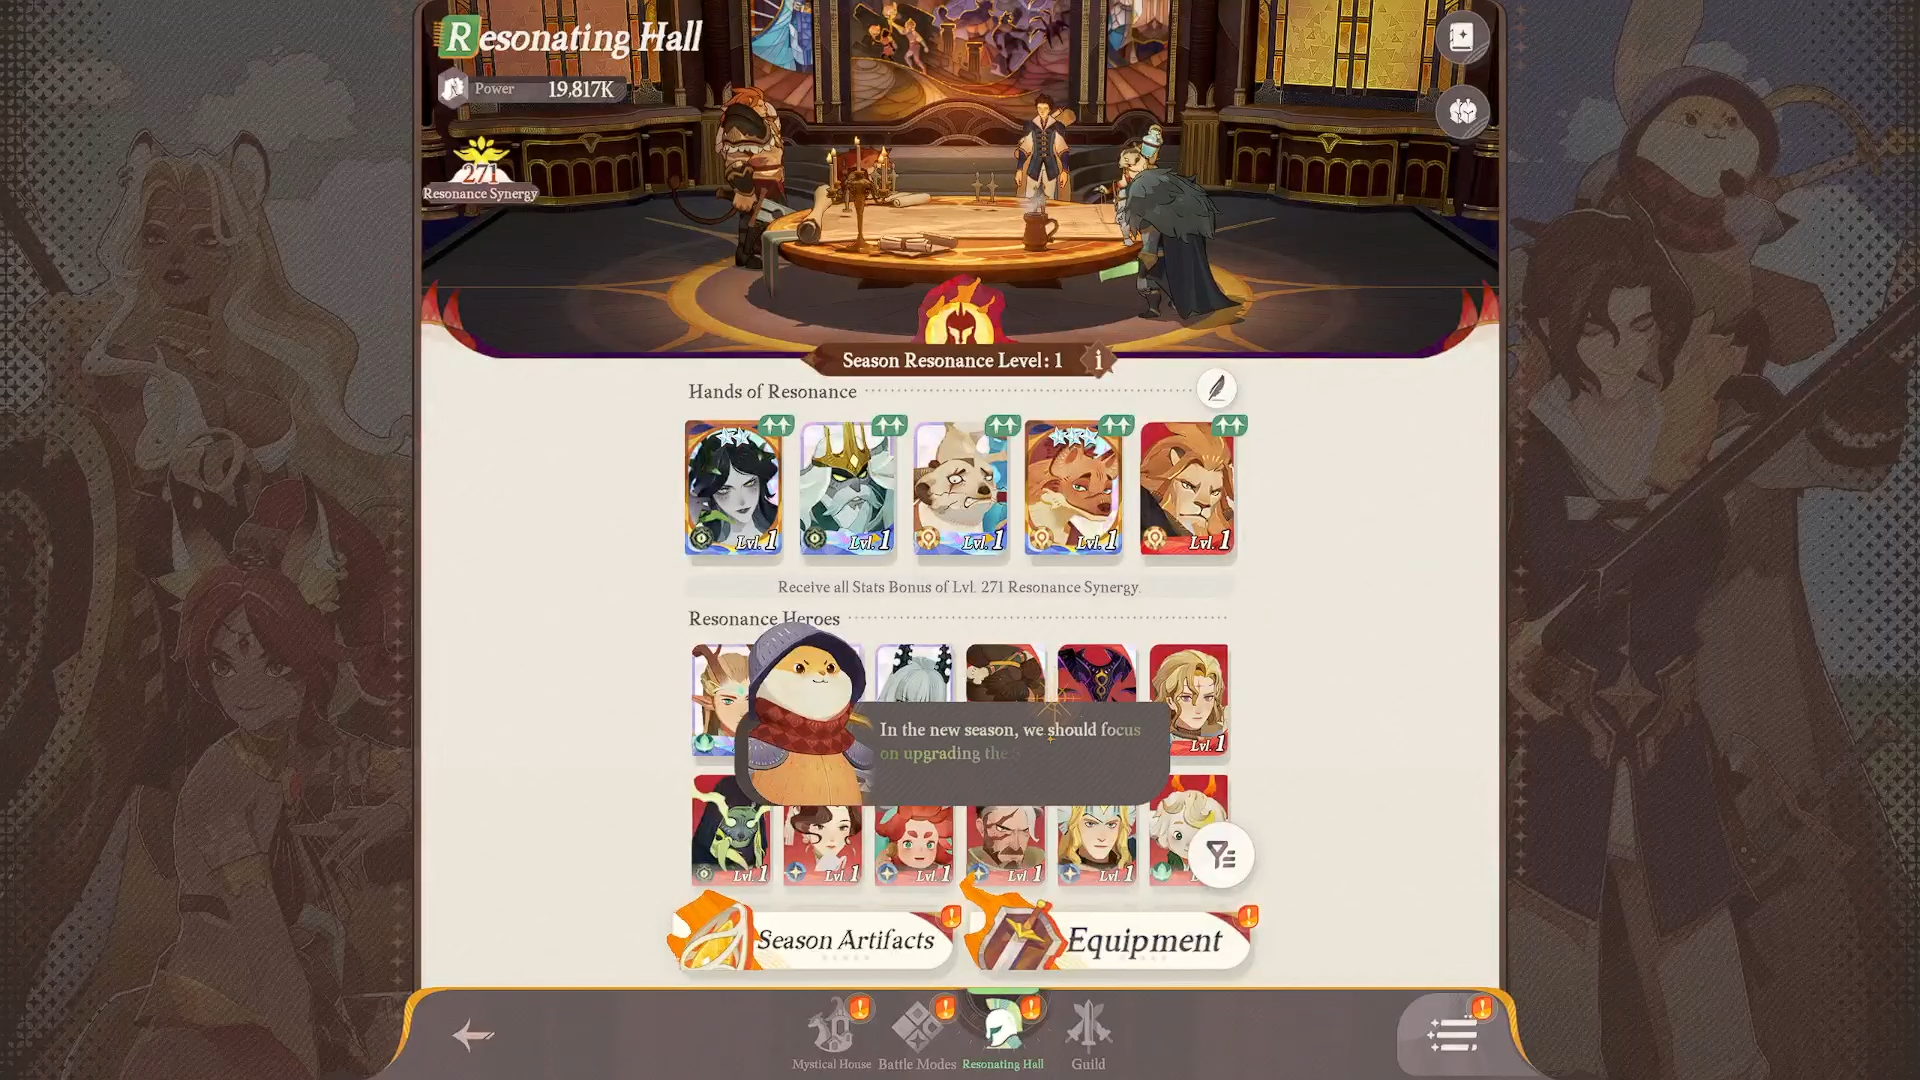 Resonating Hall
Power 19,817K
271
Resonance Synergy
Season Resonance Level: 1 i
Hands of Resonance
Lvl. 1 Lvl. 1 Lvl. 1 Lvl. 1 Lvl. 1
Receive all Stats Bonus of Lvl. 271 Resonance Synergy.
Resonance Heroes
Lvl. 1
In the new season, we should focus
on upgrading the
Lvl. 1 Lvl. 1 Lvl. 1 Lvl. 1 Lvl. 1
Season Artifacts ! Equipment !
! ! ! !
Mystical House Battle Modes Resonating Hall Guild